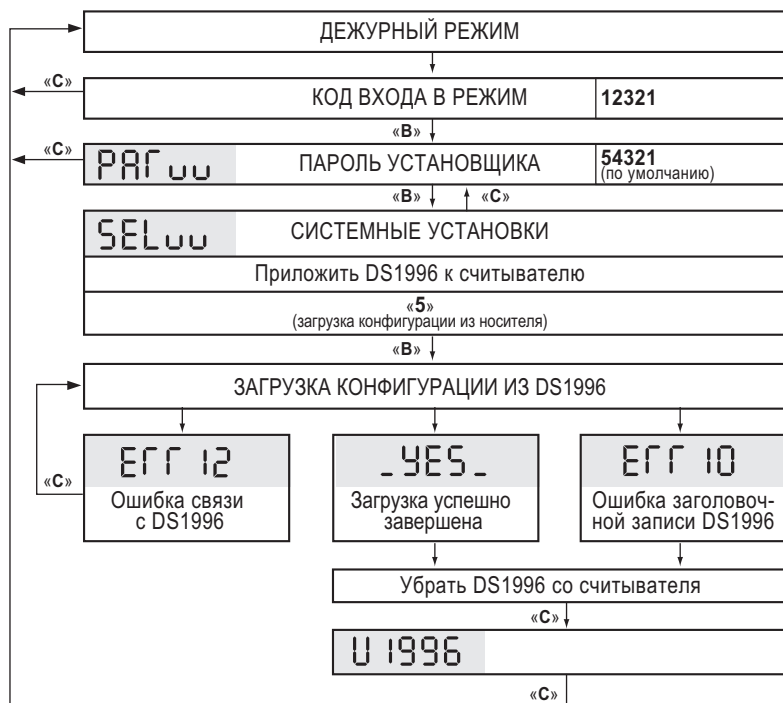 ДЕЖУРНЫЙ РЕЖИМ
«С»
КОД ВХОДА В РЕЖИМ 12321
«В»
«С»
PAГɯ ПАРОЛЬ УСТАНОВЩИКА 54321
(по умолчанию)
«В» «С»
SELɯ СИСТЕМНЫЕ УСТАНОВКИ
Приложить DS1996 к считывателю
«5»
(загрузка конфигурации из носителя)
«В»
ЗАГРУЗКА КОНФИГУРАЦИИ ИЗ DS1996
EГГ 12
Ошибка связи
с DS1996
«С»
_YES_
Загрузка успешно
завершена
EГГ 10
Ошибка заголовоч-
ной записи DS1996
Убрать DS1996 со считывателя
«С»
U 1996
«С»